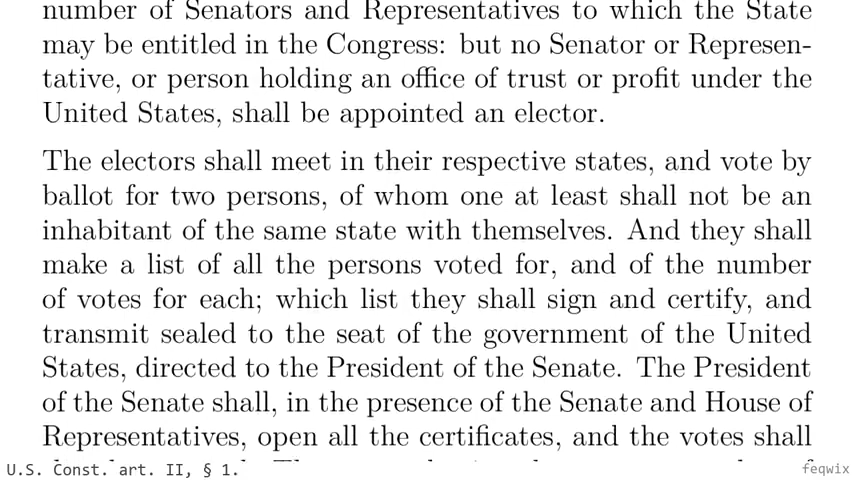 number of Senators and Representatives to which the State
may be entitled in the Congress: but no Senator or Represen-
tative, or person holding an office of trust or profit under the
United States, shall be appointed an elector.
The electors shall meet in their respective states, and vote by
ballot for two persons, of whom one at least shall not be an
inhabitant of the same state with themselves. And they shall
make a list of all the persons voted for, and of the number
of votes for each; which list they shall sign and certify, and
transmit sealed to the seat of the government of the United
States, directed to the President of the Senate. The President
of the Senate shall, in the presence of the Senate and House of
Representatives, open all the certificates, and the votes shall
U.S. Const. art. II, § 1.
feqwix